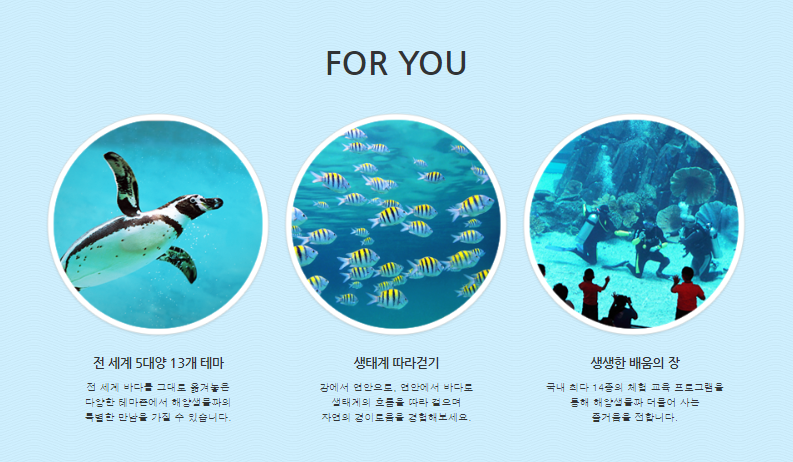 FOR YOU
전 세계 5대양 13개 테마
전 세계 바다를 그대로 옮겨놓은
다양한 테마존에서 해양생물과의
특별한 만남을 가질 수 있습니다.
생태계 따라걷기
강에서 연안으로, 연안에서 바다로
생태계의 흐름을 따라 걸으며
자연의 경이로움을 경험해보세요.
생생한 배움의 장
국내 최다 14종의 체험 교육 프로그램을
통해 해양생물과 더불어 사는
즐거움을 전합니다.